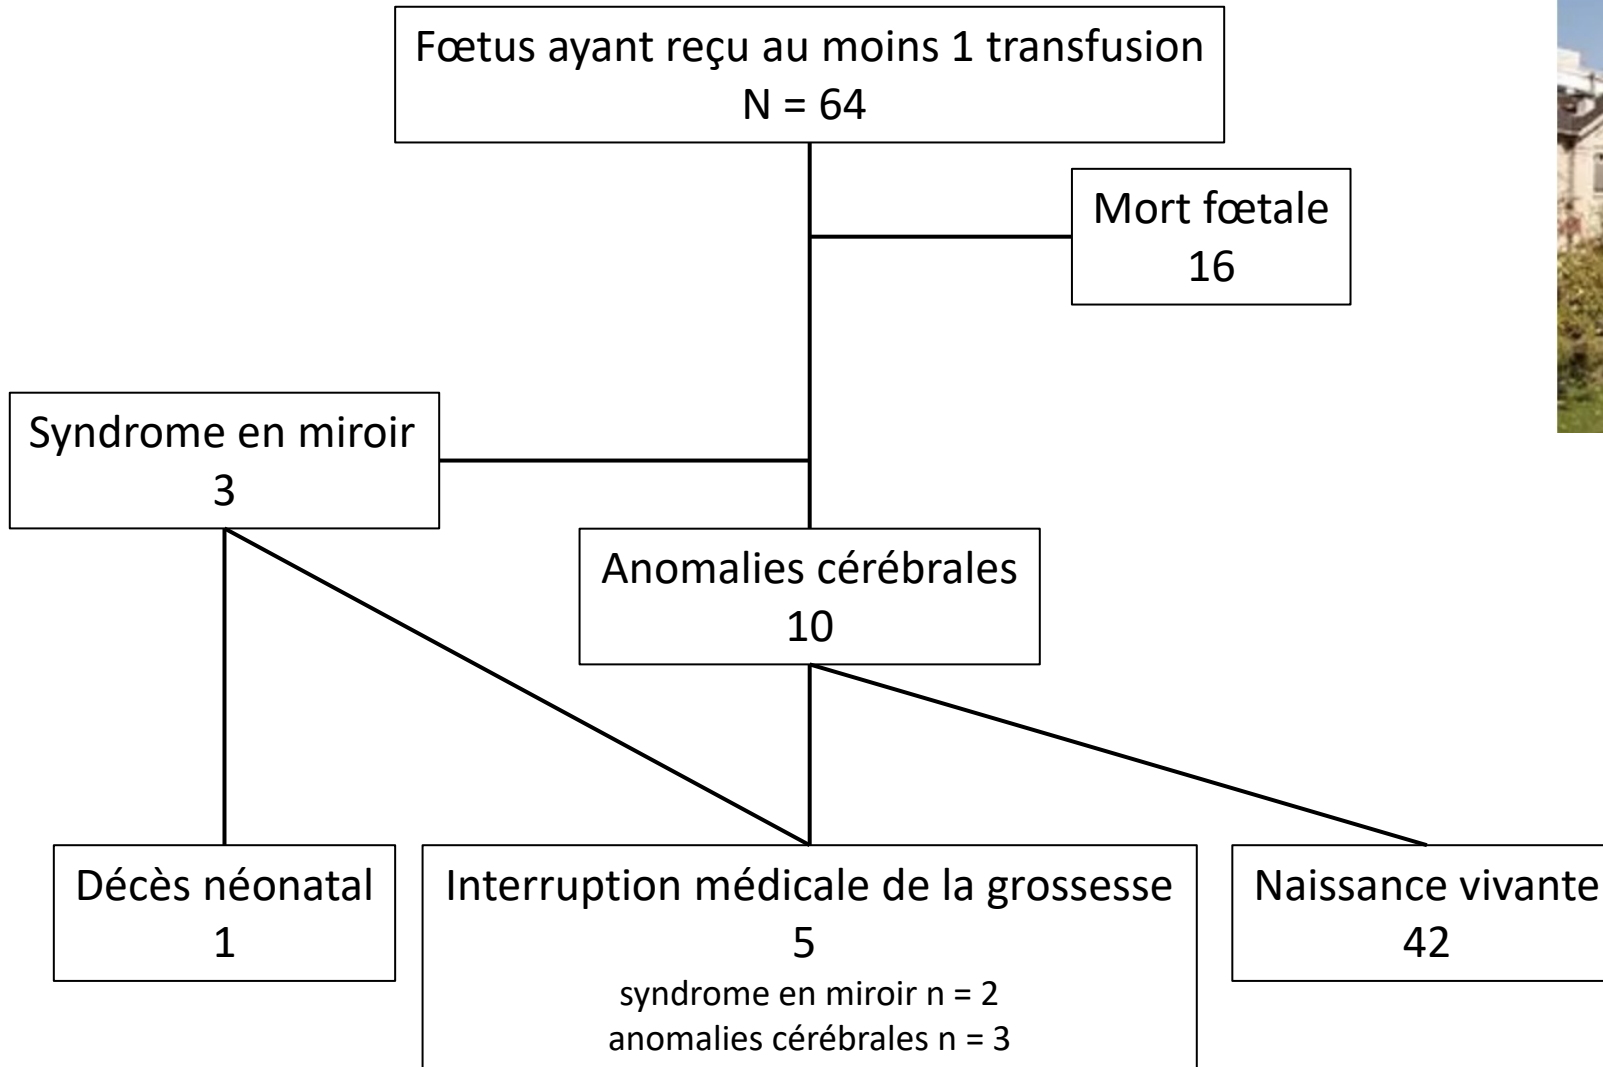 Fœtus ayant reçu au moins 1 transfusion
N = 64
Mort fœtale
16
Syndrome en miroir
3
Anomalies cérébrales
10
Décès néonatal
1
Interruption médicale de la grossesse
5
syndrome en miroir n = 2
anomalies cérébrales n = 3
Naissance vivante
42